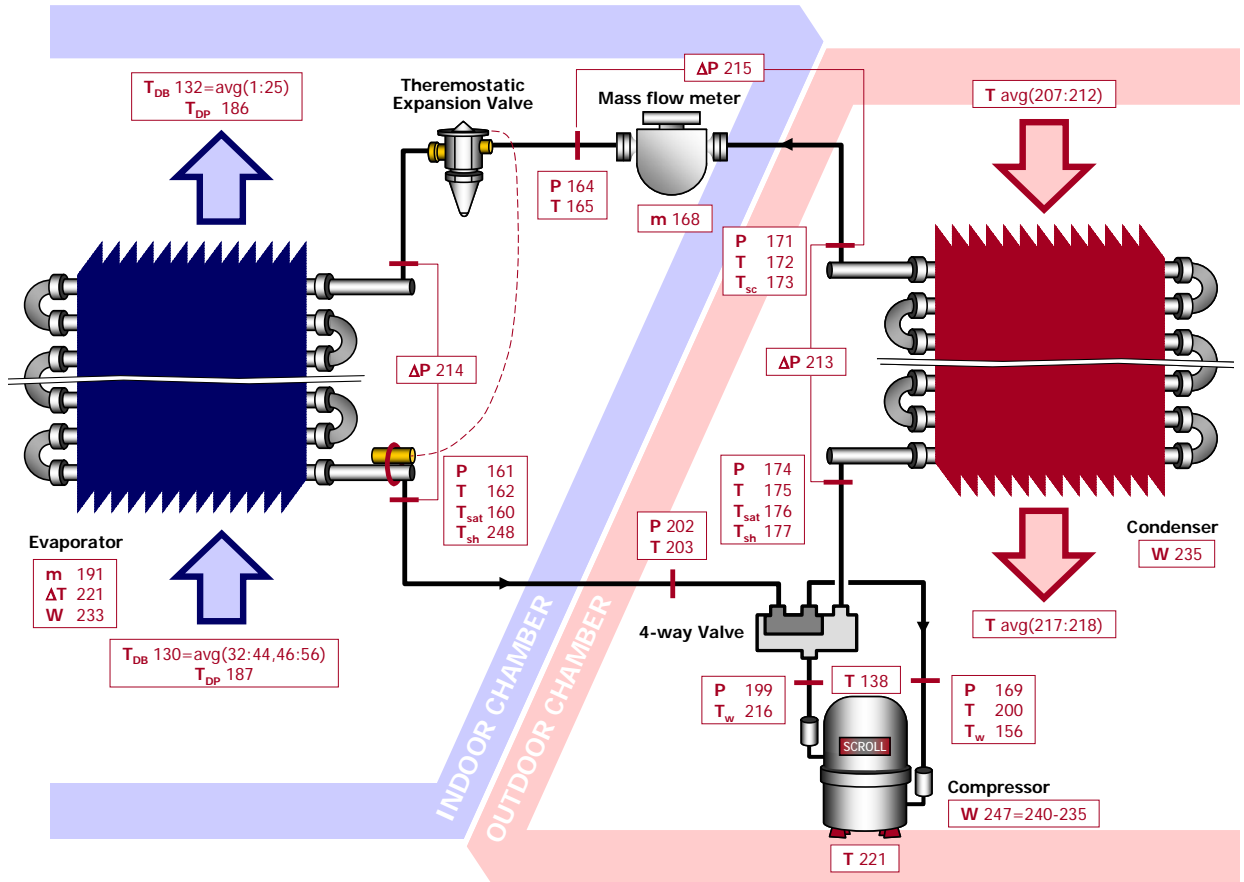 T_DB 132=avg(1:25)
T_DP 186
Theremostatic
Expansion Valve
ΔP 215
Mass flow meter
T avg(207:212)
P 164
T 165
m 168
P 171
T 172
T_sc 173
ΔP 214
ΔP 213
P 161
T 162
T_sat 160
T_sh 248
P 174
T 175
T_sat 176
T_sh 177
P 202
T 203
Evaporator
m 191
ΔT 221
W 233
Condenser
W 235
T_DB 130=avg(32:44,46:56)
T_DP 187
T avg(217:218)
4-way Valve
INDOOR CHAMBER
OUTDOOR CHAMBER
P 199
T_w 216
T 138
P 169
T 200
T_w 156
SCROLL
Compressor
W 247=240-235
T 221